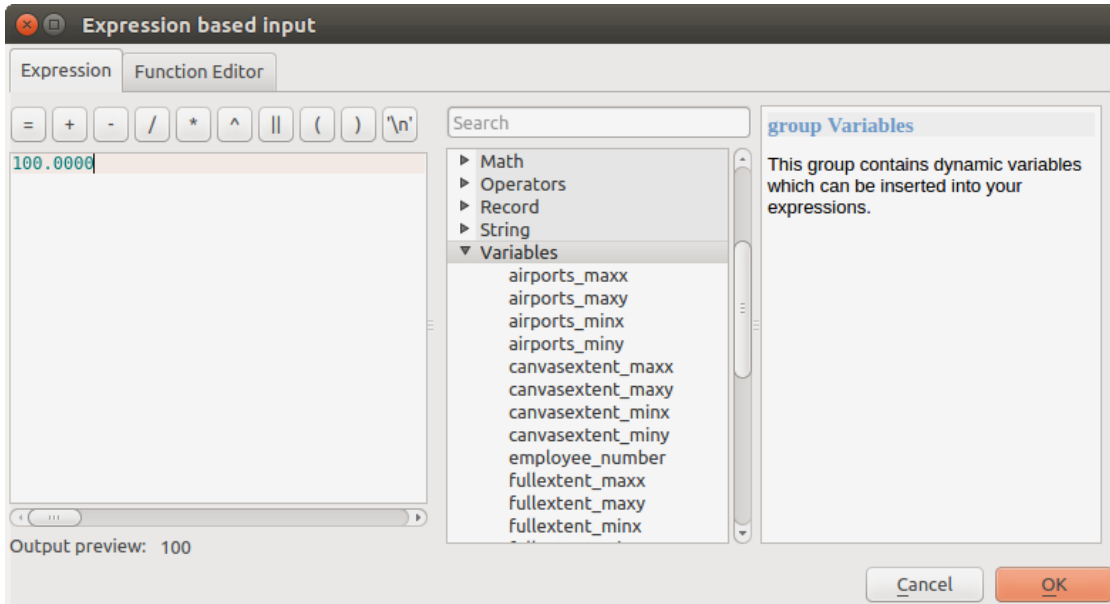 Expression based input
Expression Function Editor
= + - / * ^ || ( ) '\n'
100.0000
Output preview: 100
Search
Math
Operators
Record
String
Variables
airports_maxx
airports_maxy
airports_minx
airports_miny
canvasextent_maxx
canvasextent_maxy
canvasextent_minx
canvasextent_miny
employee_number
fullextent_maxx
fullextent_maxy
fullextent_minx
group Variables
This group contains dynamic variables
which can be inserted into your
expressions.
Cancel OK